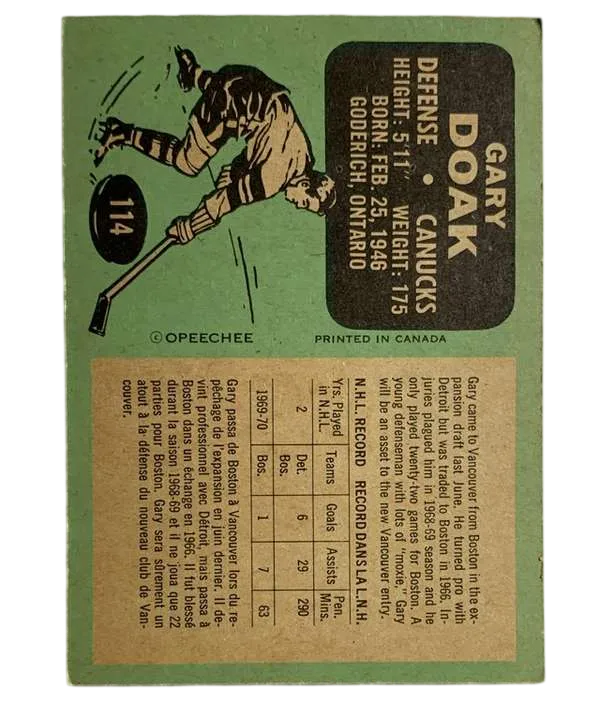 GARY
DOAK
DEFENSE • CANUCKS
HEIGHT: 5'11" WEIGHT: 175
BORN: FEB. 25, 1946
GODERICH, ONTARIO
114
© OPEECHEE
PRINTED IN CANADA
Gary came to Vancouver from Boston in the ex-
pansion draft last June. He turned pro with
Detroit but was traded to Boston in 1966. In-
juries plagued him in 1968-69 season and he
only played twenty-two games for Boston. A
young defenseman with lots of "moxie," Gary
will be an asset to the new Vancouver entry.
N.H.L. RECORD RECORD DANS LA L.N.H.
Yrs. Played in N.H.L. Teams Goals Assists Pen. Mins.
2 Det. Bos. 6 29 290
1969-70 Bos. 1 7 63
Gary passa de Boston à Vancouver lors du re-
pêchage de l'expansion en juin dernier. Il de-
vint professionnel avec Détroit, mais passa à
Boston dans un échange en 1966. Il fut blessé
durant la saison 1968-69 et il ne joua que 22
parties pour Boston. Gary sera sûrement un
atout à la défense du nouveau club de Van-
couver.